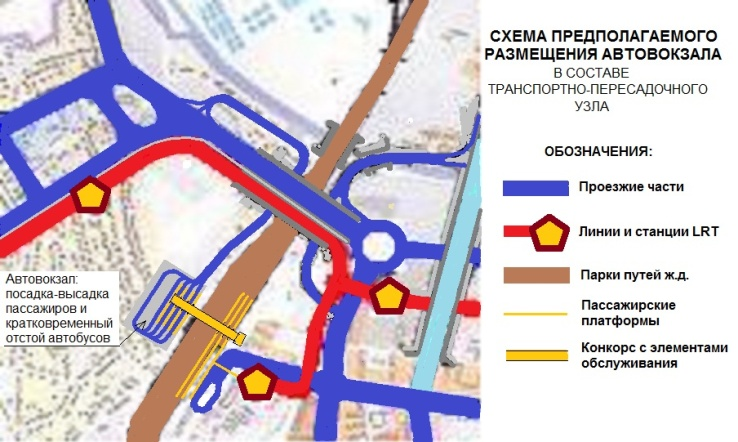 СХЕМА ПРЕДПОЛАГАЕМОГО
РАЗМЕЩЕНИЯ АВТОВОКЗАЛА
В СОСТАВЕ
ТРАНСПОРТНО-ПЕРЕСАДОЧНОГО
УЗЛА
ОБОЗНАЧЕНИЯ:
Проезжие части
Линии и станции LRT
Парки путей ж.д.
Пассажирские
платформы
Конкорс с элементами
обслуживания
Автовокзал:
посадка-высадка
пассажиров и
кратковременный
отстой автобусов